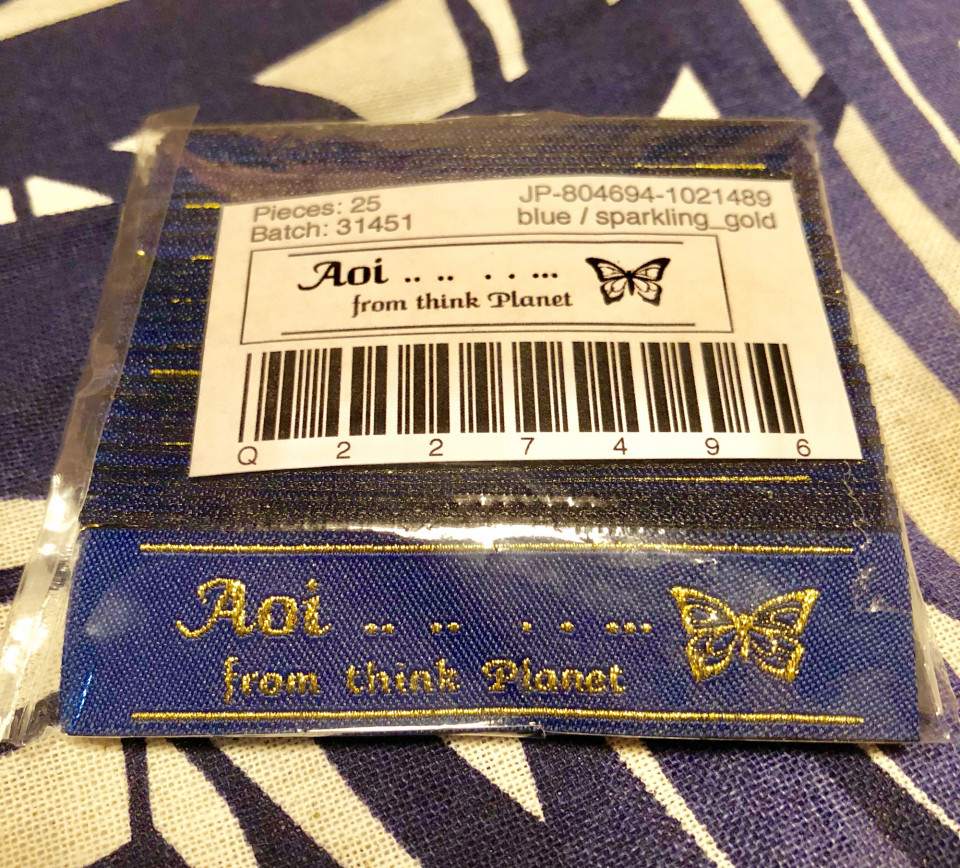 Pieces: 25
Batch: 31451
JP-804694-1021489
blue / sparkling_gold
Aoi .. .. . . ...
from think Planet
Q 2 2 7 4 9 6
Aoi .. .. . . ...
from think Planet